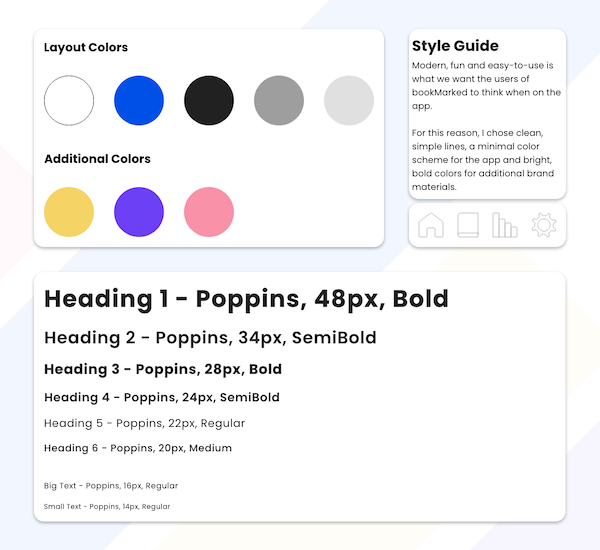 Layout Colors
Additional Colors
Style Guide
Modern, fun and easy-to-use is
what we want the users of
bookMarked to think when on the
app.
For this reason, I chose clean,
simple lines, a minimal color
scheme for the app and bright,
bold colors for additional brand
materials.
Heading 1 - Poppins, 48px, Bold
Heading 2 - Poppins, 34px, SemiBold
Heading 3 - Poppins, 28px, Bold
Heading 4 - Poppins, 24px, SemiBold
Heading 5 - Poppins, 22px, Regular
Heading 6 - Poppins, 20px, Medium
Big Text - Poppins, 16px, Regular
Small Text - Poppins, 14px, Regular